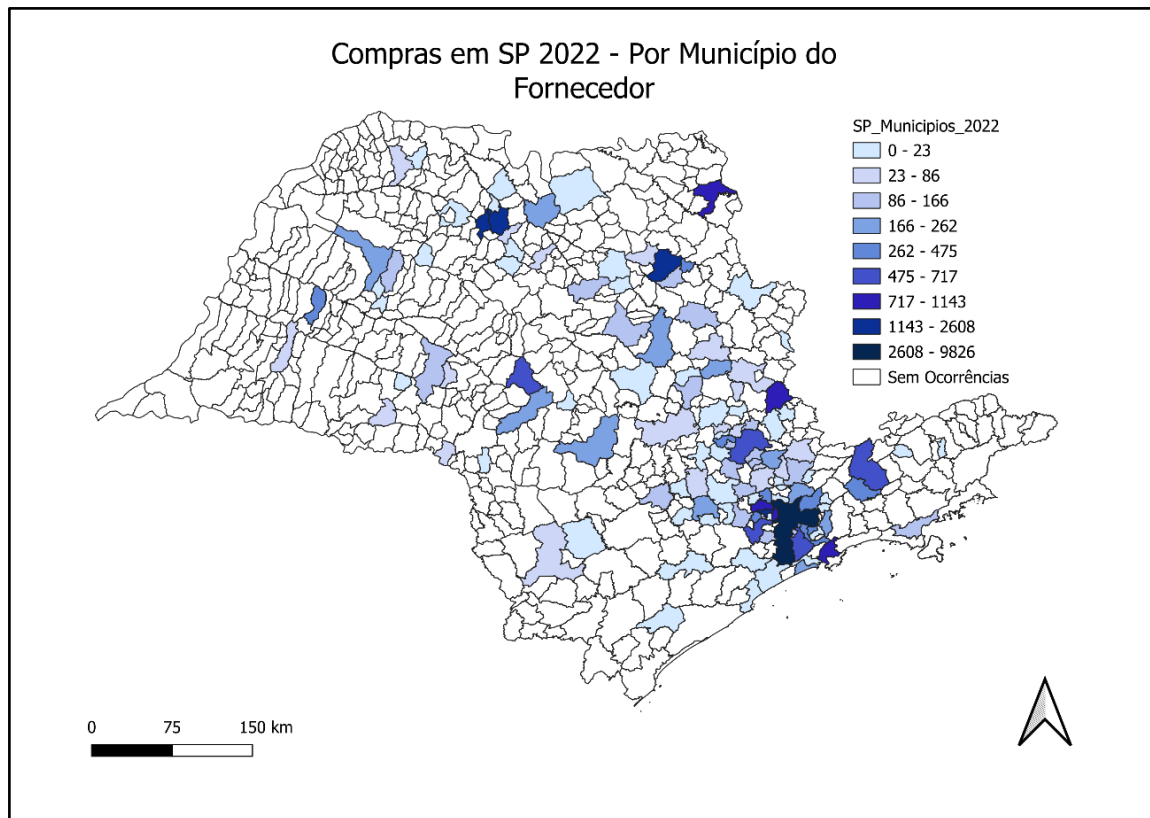 Compras em SP 2022 - Por Município do
Fornecedor
SP_Municipios_2022
0 - 23
23 - 86
86 - 166
166 - 262
262 - 475
475 - 717
717 - 1143
1143 - 2608
2608 - 9826
Sem Ocorrências
0 75 150 km